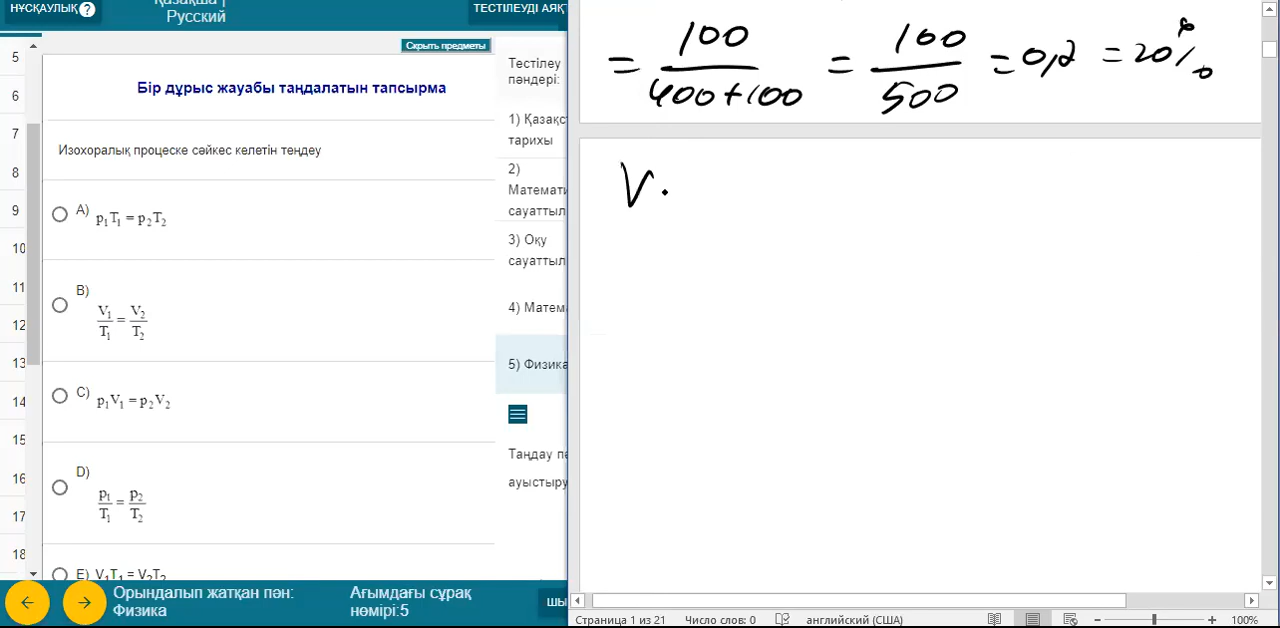 НҰСҚАУЛЫҚ ?
Қазақша |
Русский
ТЕСТІЛЕУДІ АЯҚТ
5
6
7
8
9
10
11
12
13
14
15
16
17
18
Скрыть предметы
Бір дұрыс жауабы таңдалатын тапсырма
Изохоралық процеске сәйкес келетін теңдеу
A) p₁T₁ = p₂T₂
B) V₁/T₁ = V₂/T₂
C) p₁V₁ = p₂V₂
D) p₁/T₁ = p₂/T₂
E) V₁T₁ = V₂T₂
Тестілеу
пәндері:
1) Қазақс
тарихы
2)
Математи
сауаттыл
3) Оқу
сауаттыл
4) Матем
5) Физика
Таңдау пә
ауыстыру
Орындалып жатқан пән:
Физика
Ағымдағы сұрақ
нөмірі:5
ШЫ
= 100/(400+100) = 100/500 = 0,2 = 20%
V.
Страница 1 из 21 Число слов: 0 английский (США) 100%